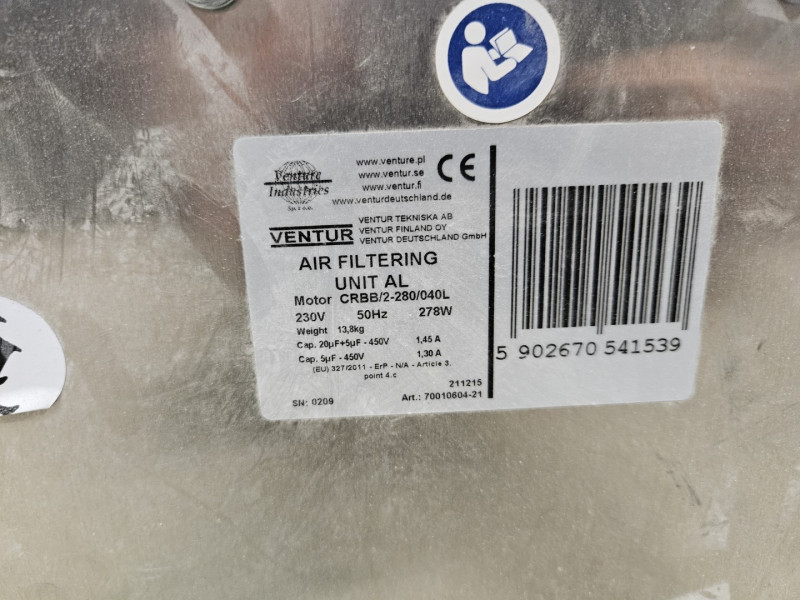 Venture
Industries
Sp. z o.o.
www.venture.pl
www.ventur.se
www.ventur.fi
www.venturdeutschland.de
CE
VENTUR
VENTUR TEKNISKA AB
VENTUR FINLAND OY
VENTUR DEUTSCHLAND GmbH
AIR FILTERING
UNIT AL
Motor CRBB/2-280/040L
230V 50Hz 278W
Weight 13,8kg
Cap. 20µF+5µF - 450V 1,45 A
Cap. 5µF - 450V 1,30 A
(EU) 327/2011 - ErP - N/A - Article 3.
point 4.c
211215
SN: 0209 Art.: 70010604-21
5 902670 541539